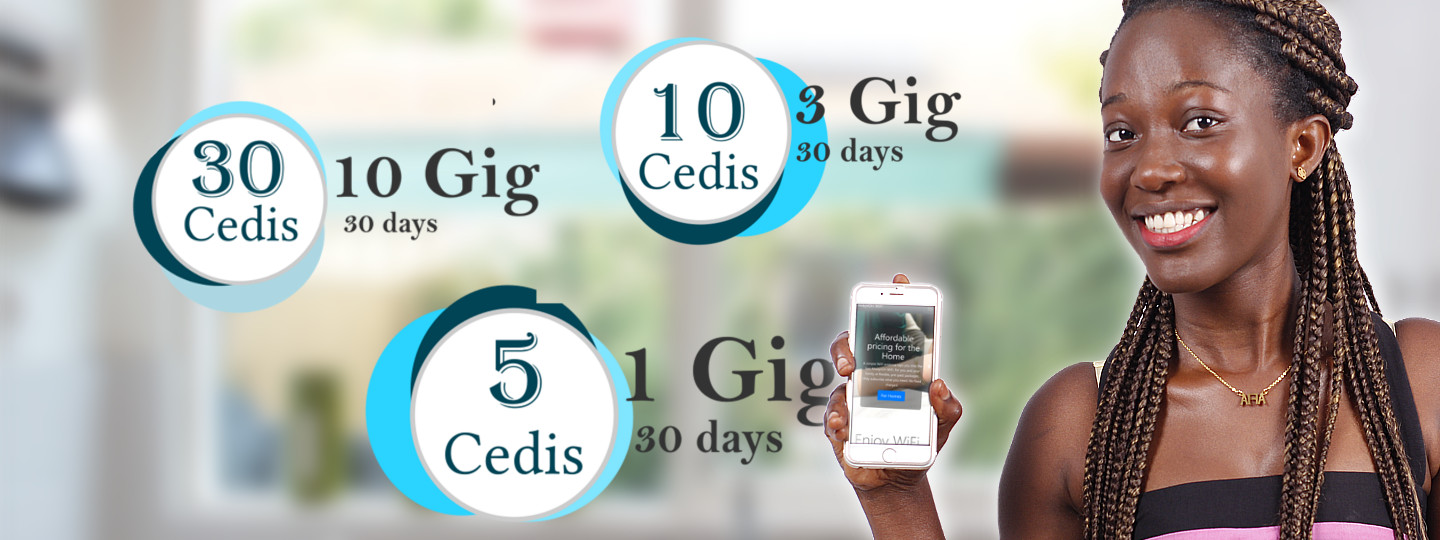 30
Cedis
10 Gig
30 days
10
Cedis
3 Gig
30 days
5
Cedis
1 Gig
30 days
Affordable
pricing for the
Home
Enjoy WiFi
AFIA